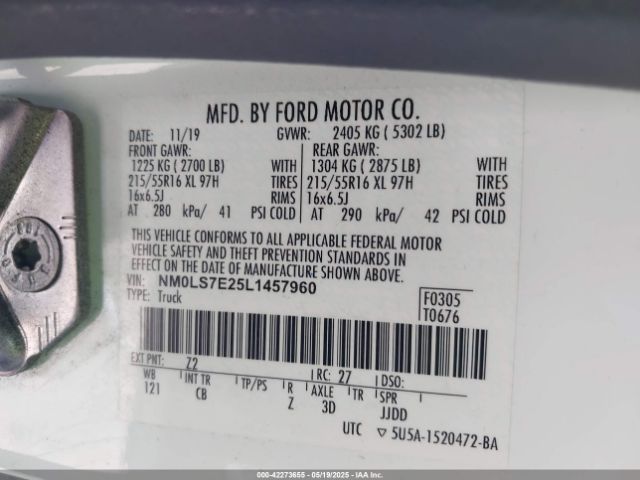 MFD. BY FORD MOTOR CO.
11/19 GVWR: 2405 KG ( 5302 LB)
FRONT GAWR: REAR GAWR:
1225 KG ( 2700 LB) WITH 1304 KG ( 2875 LB) WITH
215/55R16 XL 97H TIRES 215/55R16 XL 97H TIRES
16x6.5J RIMS 16x6.5J RIMS
AT 280 kPa/ 41 PSI COLD AT 290 kPa/ 42 PSI COLD
THIS VEHICLE CONFORMS TO ALL APPLICABLE FEDERAL MOTOR
VEHICLE SAFETY AND THEFT PREVENTION STANDARDS IN
EFFECT ON THE DATE OF MANUFACTURE SHOWN ABOVE.
VIN: NM0LS7E25L1457960
TYPE: Truck
F0305
T0676
EXT PNT: Z2 RC: 27 DSO:
WB INT TR TP/PS R AXLE TR SPR
121 CB Z 3D JJDD
UTC ▽ 5U5A-1520472-BA
000-42273655 - 05/19/2025 - IAAI.COM